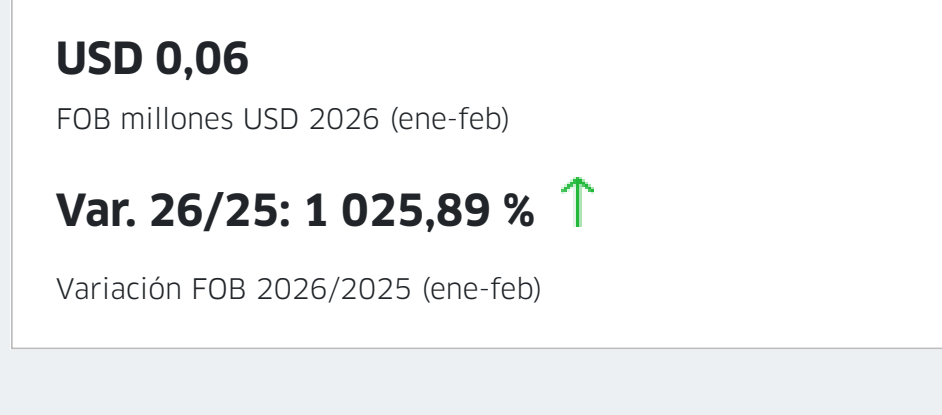 USD 0,06
FOB millones USD 2026 (ene-feb)
Var. 26/25: 1 025,89 %
Variación FOB 2026/2025 (ene-feb)